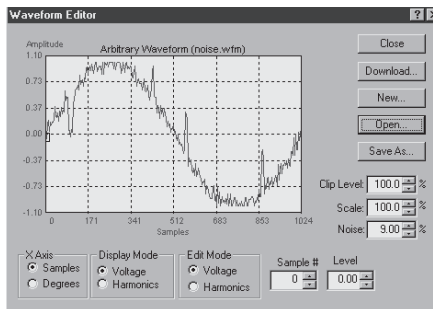 Waveform Editor
Amplitude
Arbitrary Waveform (noise.wfm)
1.10
0.73
0.37
0.00
-0.37
-0.73
-1.10
0 171 341 512 683 853 1024
Samples
Close
Download...
New...
Open...
Save As...
Clip Level: 100.0 %
Scale: 100.0 %
Noise: 9.00 %
X Axis
Samples
Degrees
Display Mode
Voltage
Harmonics
Edit Mode
Voltage
Harmonics
Sample # Level
0 0.00